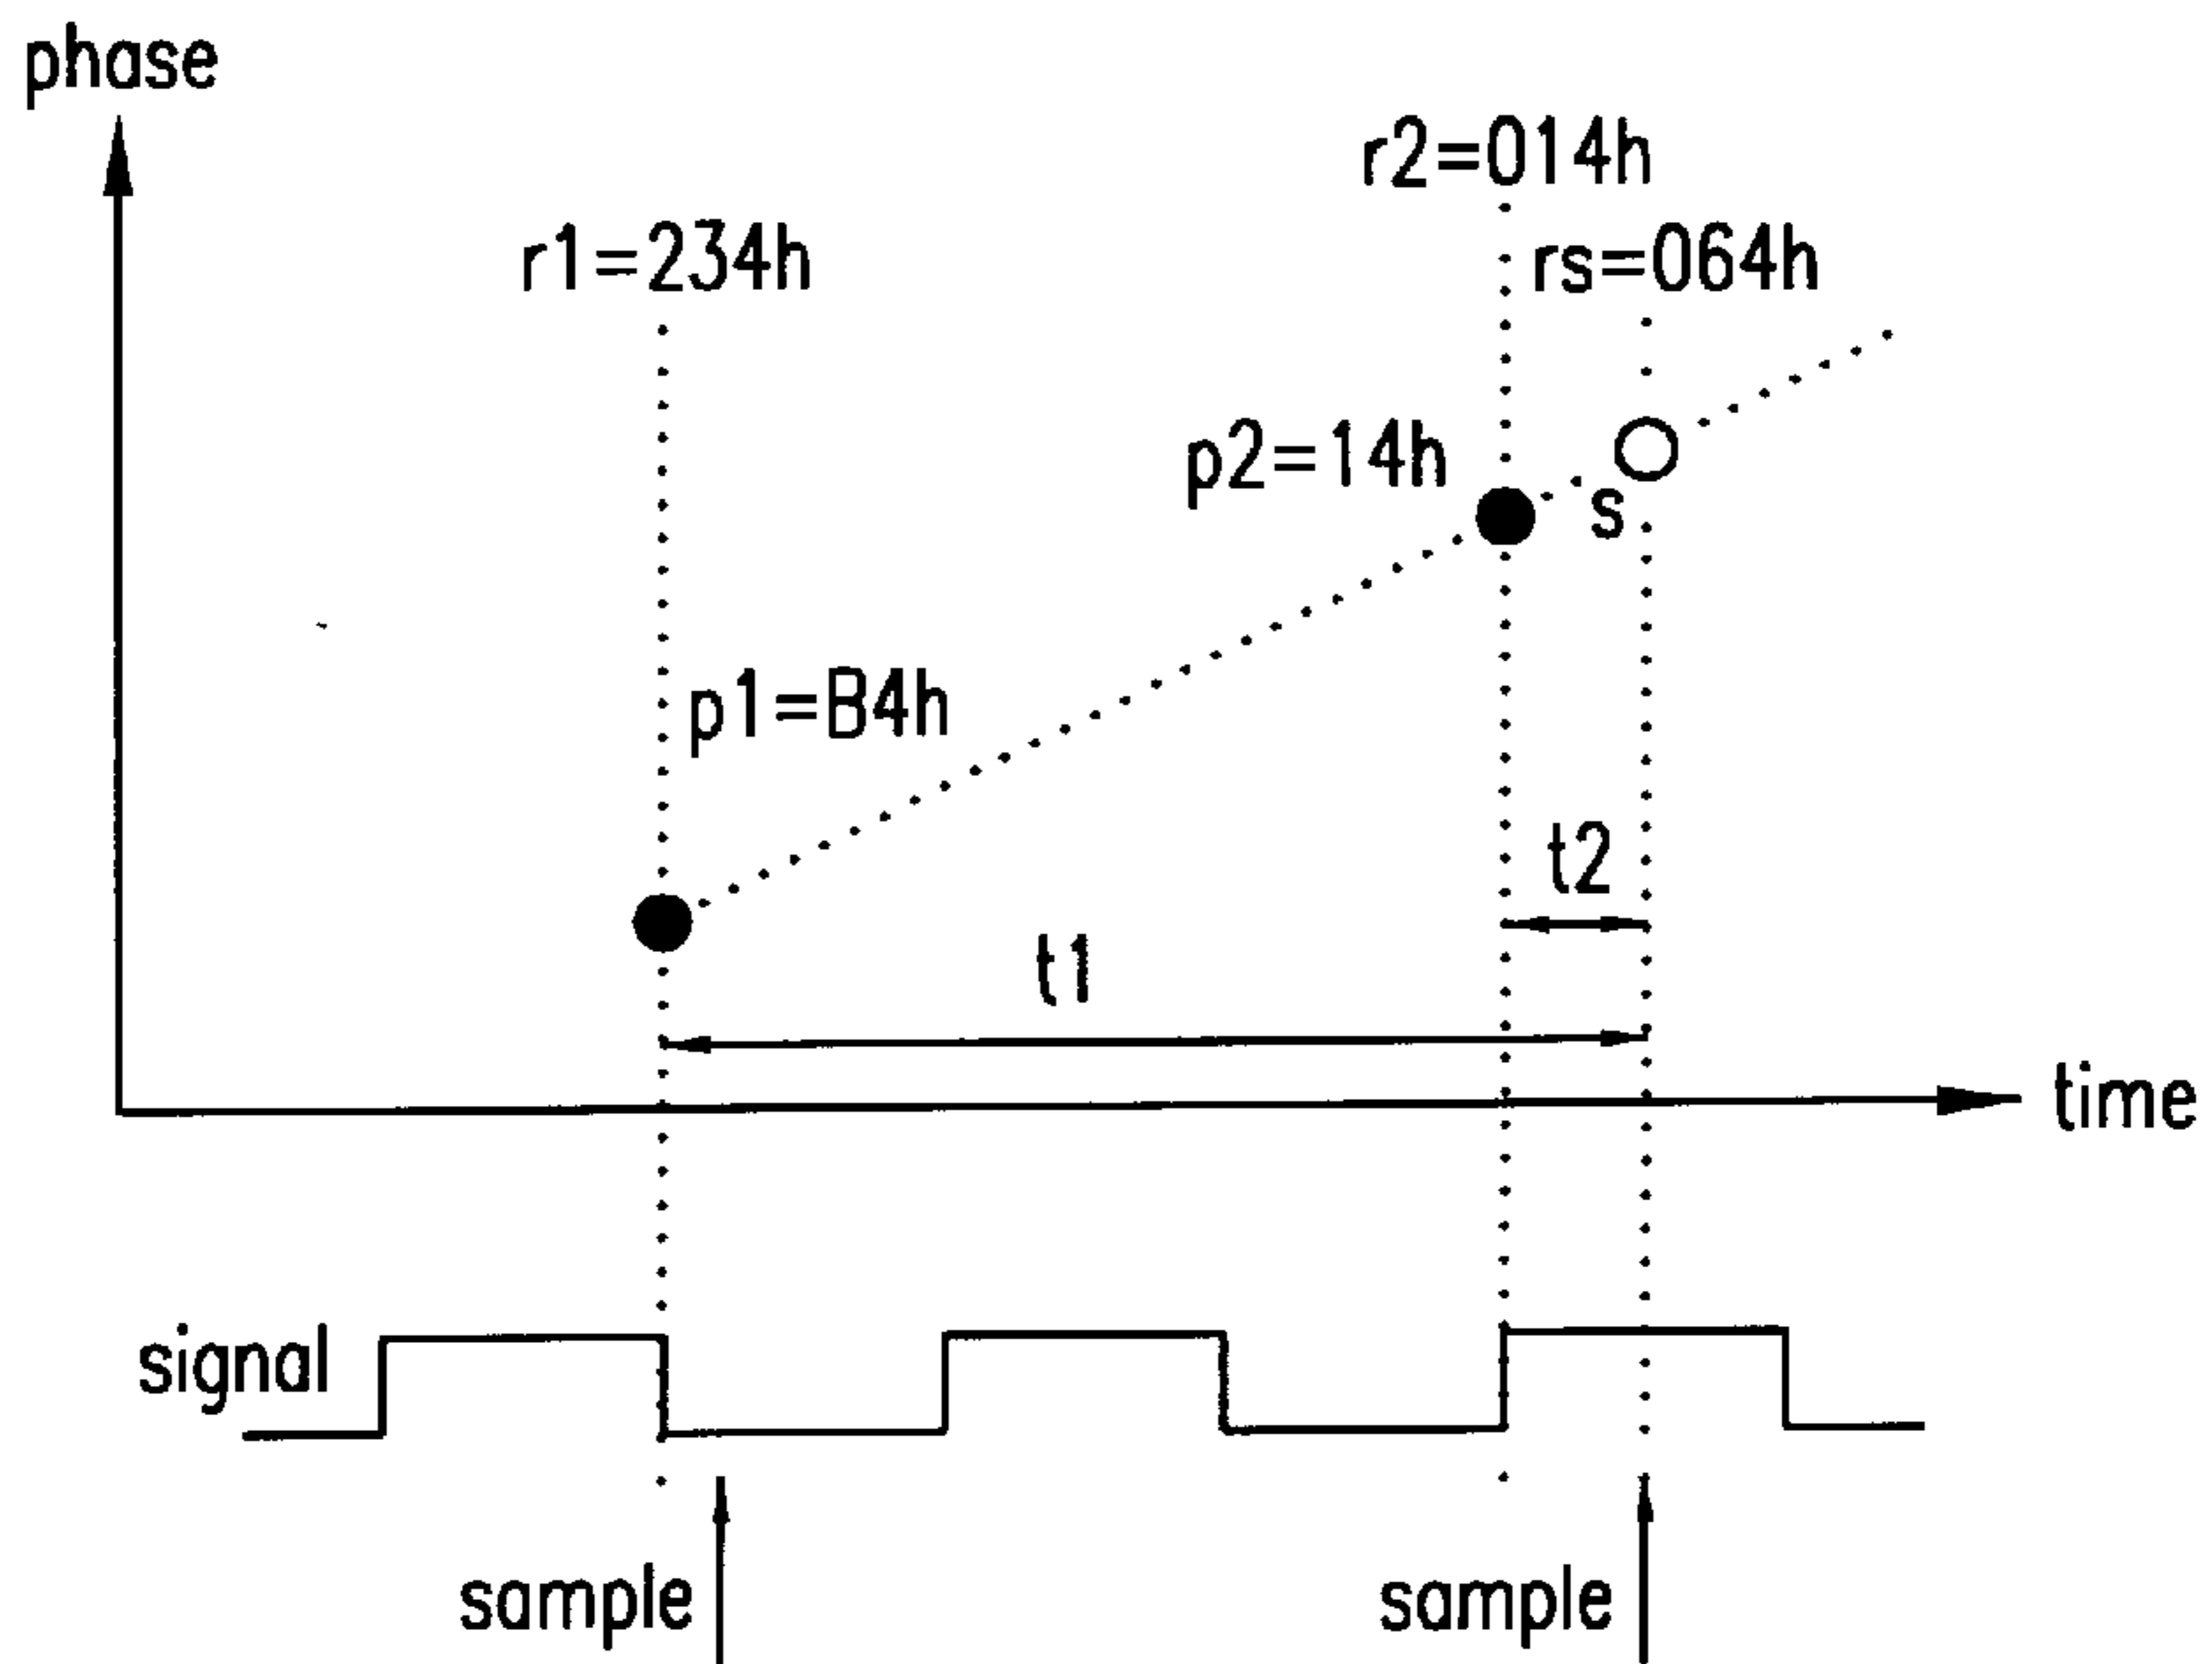 phase
r2=014h
r1=234h
rs=064h
p2=14h
s
p1=B4h
t2
t1
time
signal
sample
sample